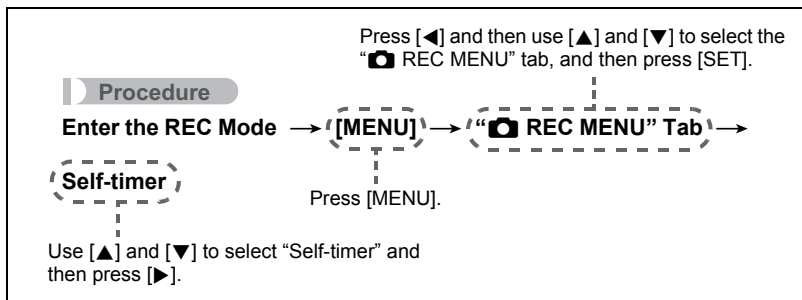 Press [◀] and then use [▲] and [▼] to select the
“📷 REC MENU” tab, and then press [SET].
Procedure
Enter the REC Mode → [MENU] → “📷 REC MENU” Tab →
Press [MENU].
Self-timer
Use [▲] and [▼] to select “Self-timer” and
then press [▶].